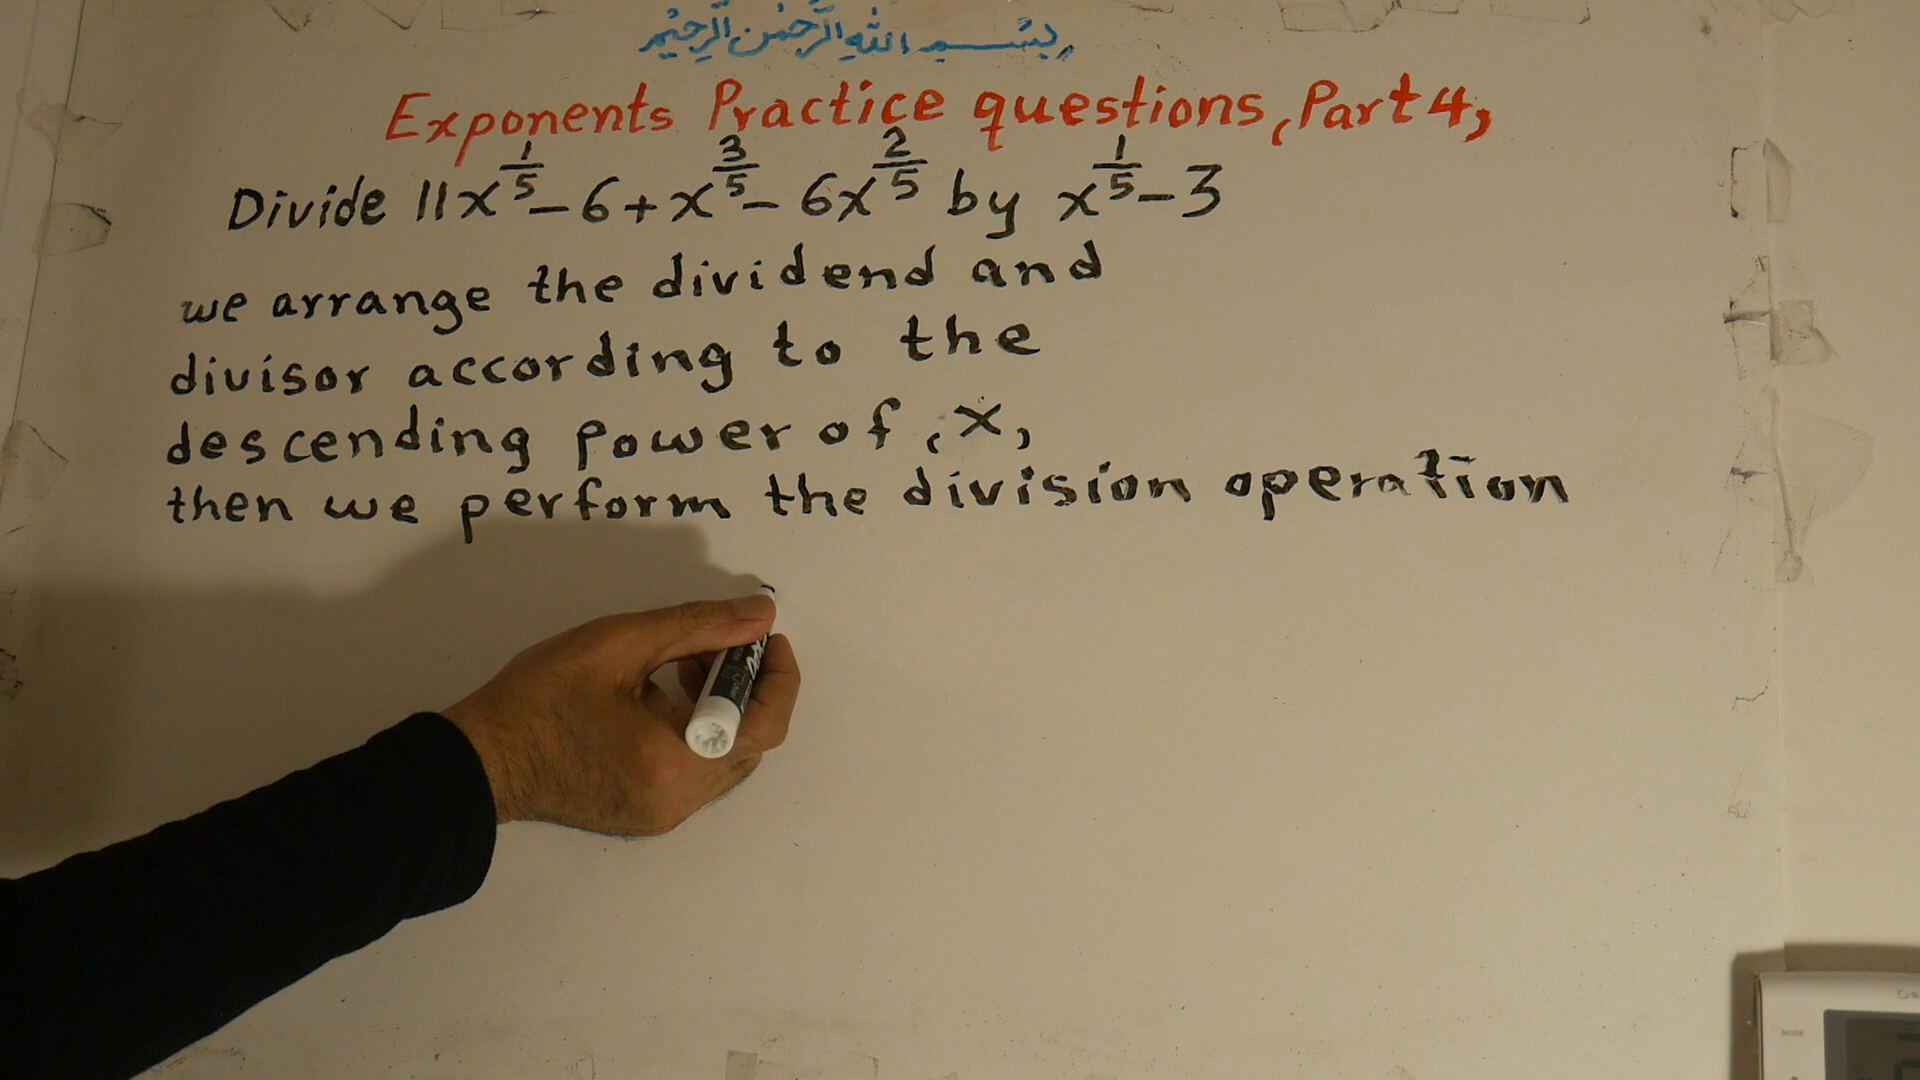 بِسْمِ اللهِ الرَّحْمٰنِ الرَّحِيْمِ
Exponents Practice questions, Part 4,
Divide 11x^{1/5} - 6 + x^{3/5} - 6x^{2/5} by x^{1/5} - 3
we arrange the dividend and
divisor according to the
descending power of, x,
then we perform the division operation
MODE